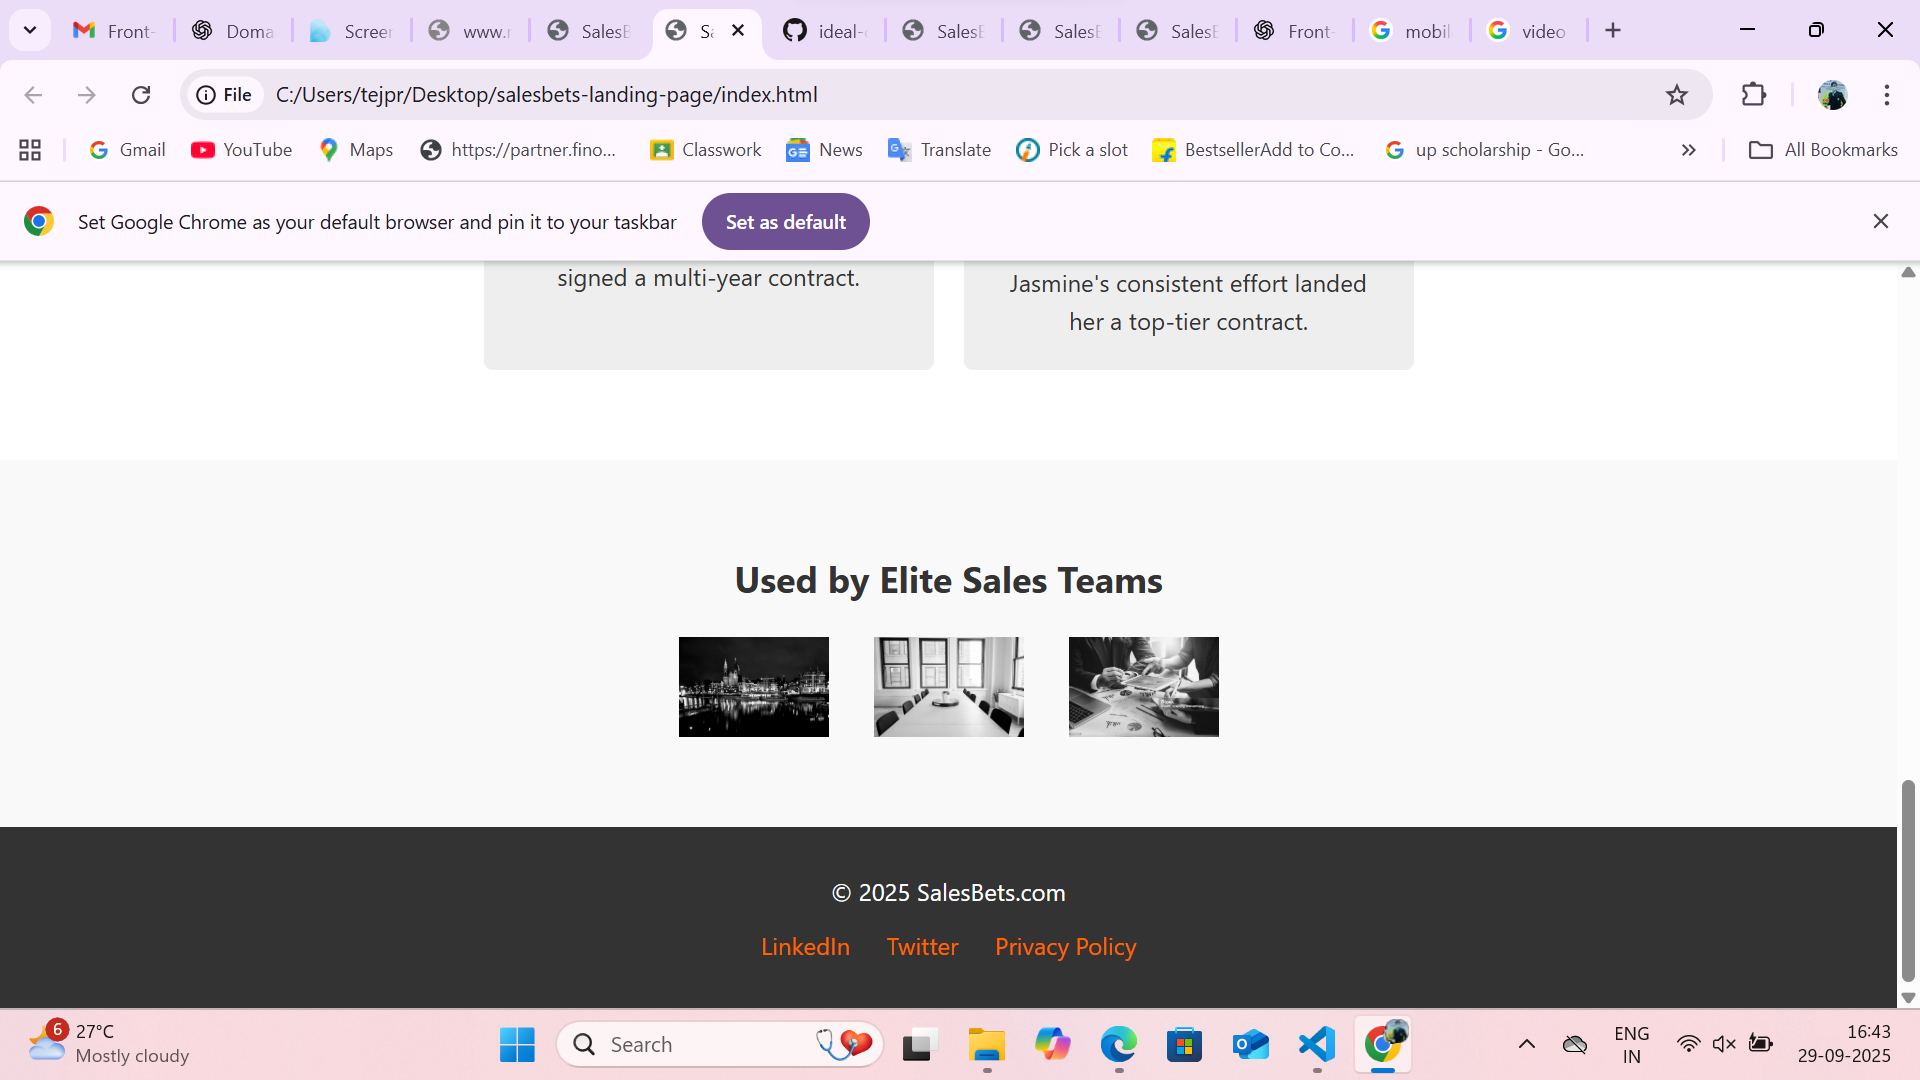 Front-
Doma
Screer
www.r
SalesB
Sa
ideal-
SalesB
SalesB
SalesB
Front-
mobil
video
File
C:/Users/tejpr/Desktop/salesbets-landing-page/index.html
Gmail
YouTube
Maps
https://partner.fino...
Classwork
News
Translate
Pick a slot
BestsellerAdd to Co...
up scholarship - Go...
All Bookmarks
Set Google Chrome as your default browser and pin it to your taskbar
Set as default
signed a multi-year contract.
Jasmine's consistent effort landed
her a top-tier contract.
Used by Elite Sales Teams
© 2025 SalesBets.com
LinkedIn
Twitter
Privacy Policy
6
27°C
Mostly cloudy
Search
ENG
IN
16:43
29-09-2025